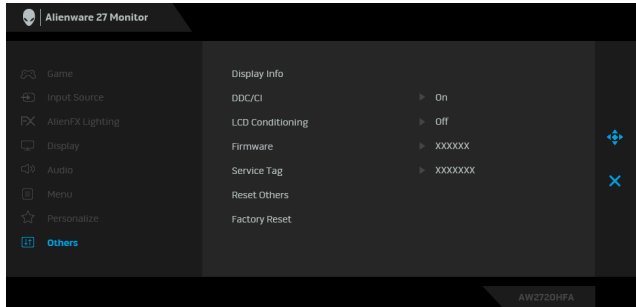 Alienware 27 Monitor
Game
Input Source
FX AlienFX Lighting
Display
Audio
Menu
Personalize
Others
Display Info
DDC/CI On
LCD Conditioning Off
Firmware XXXXXX
Service Tag XXXXXXX
Reset Others
Factory Reset
AW2720HFA